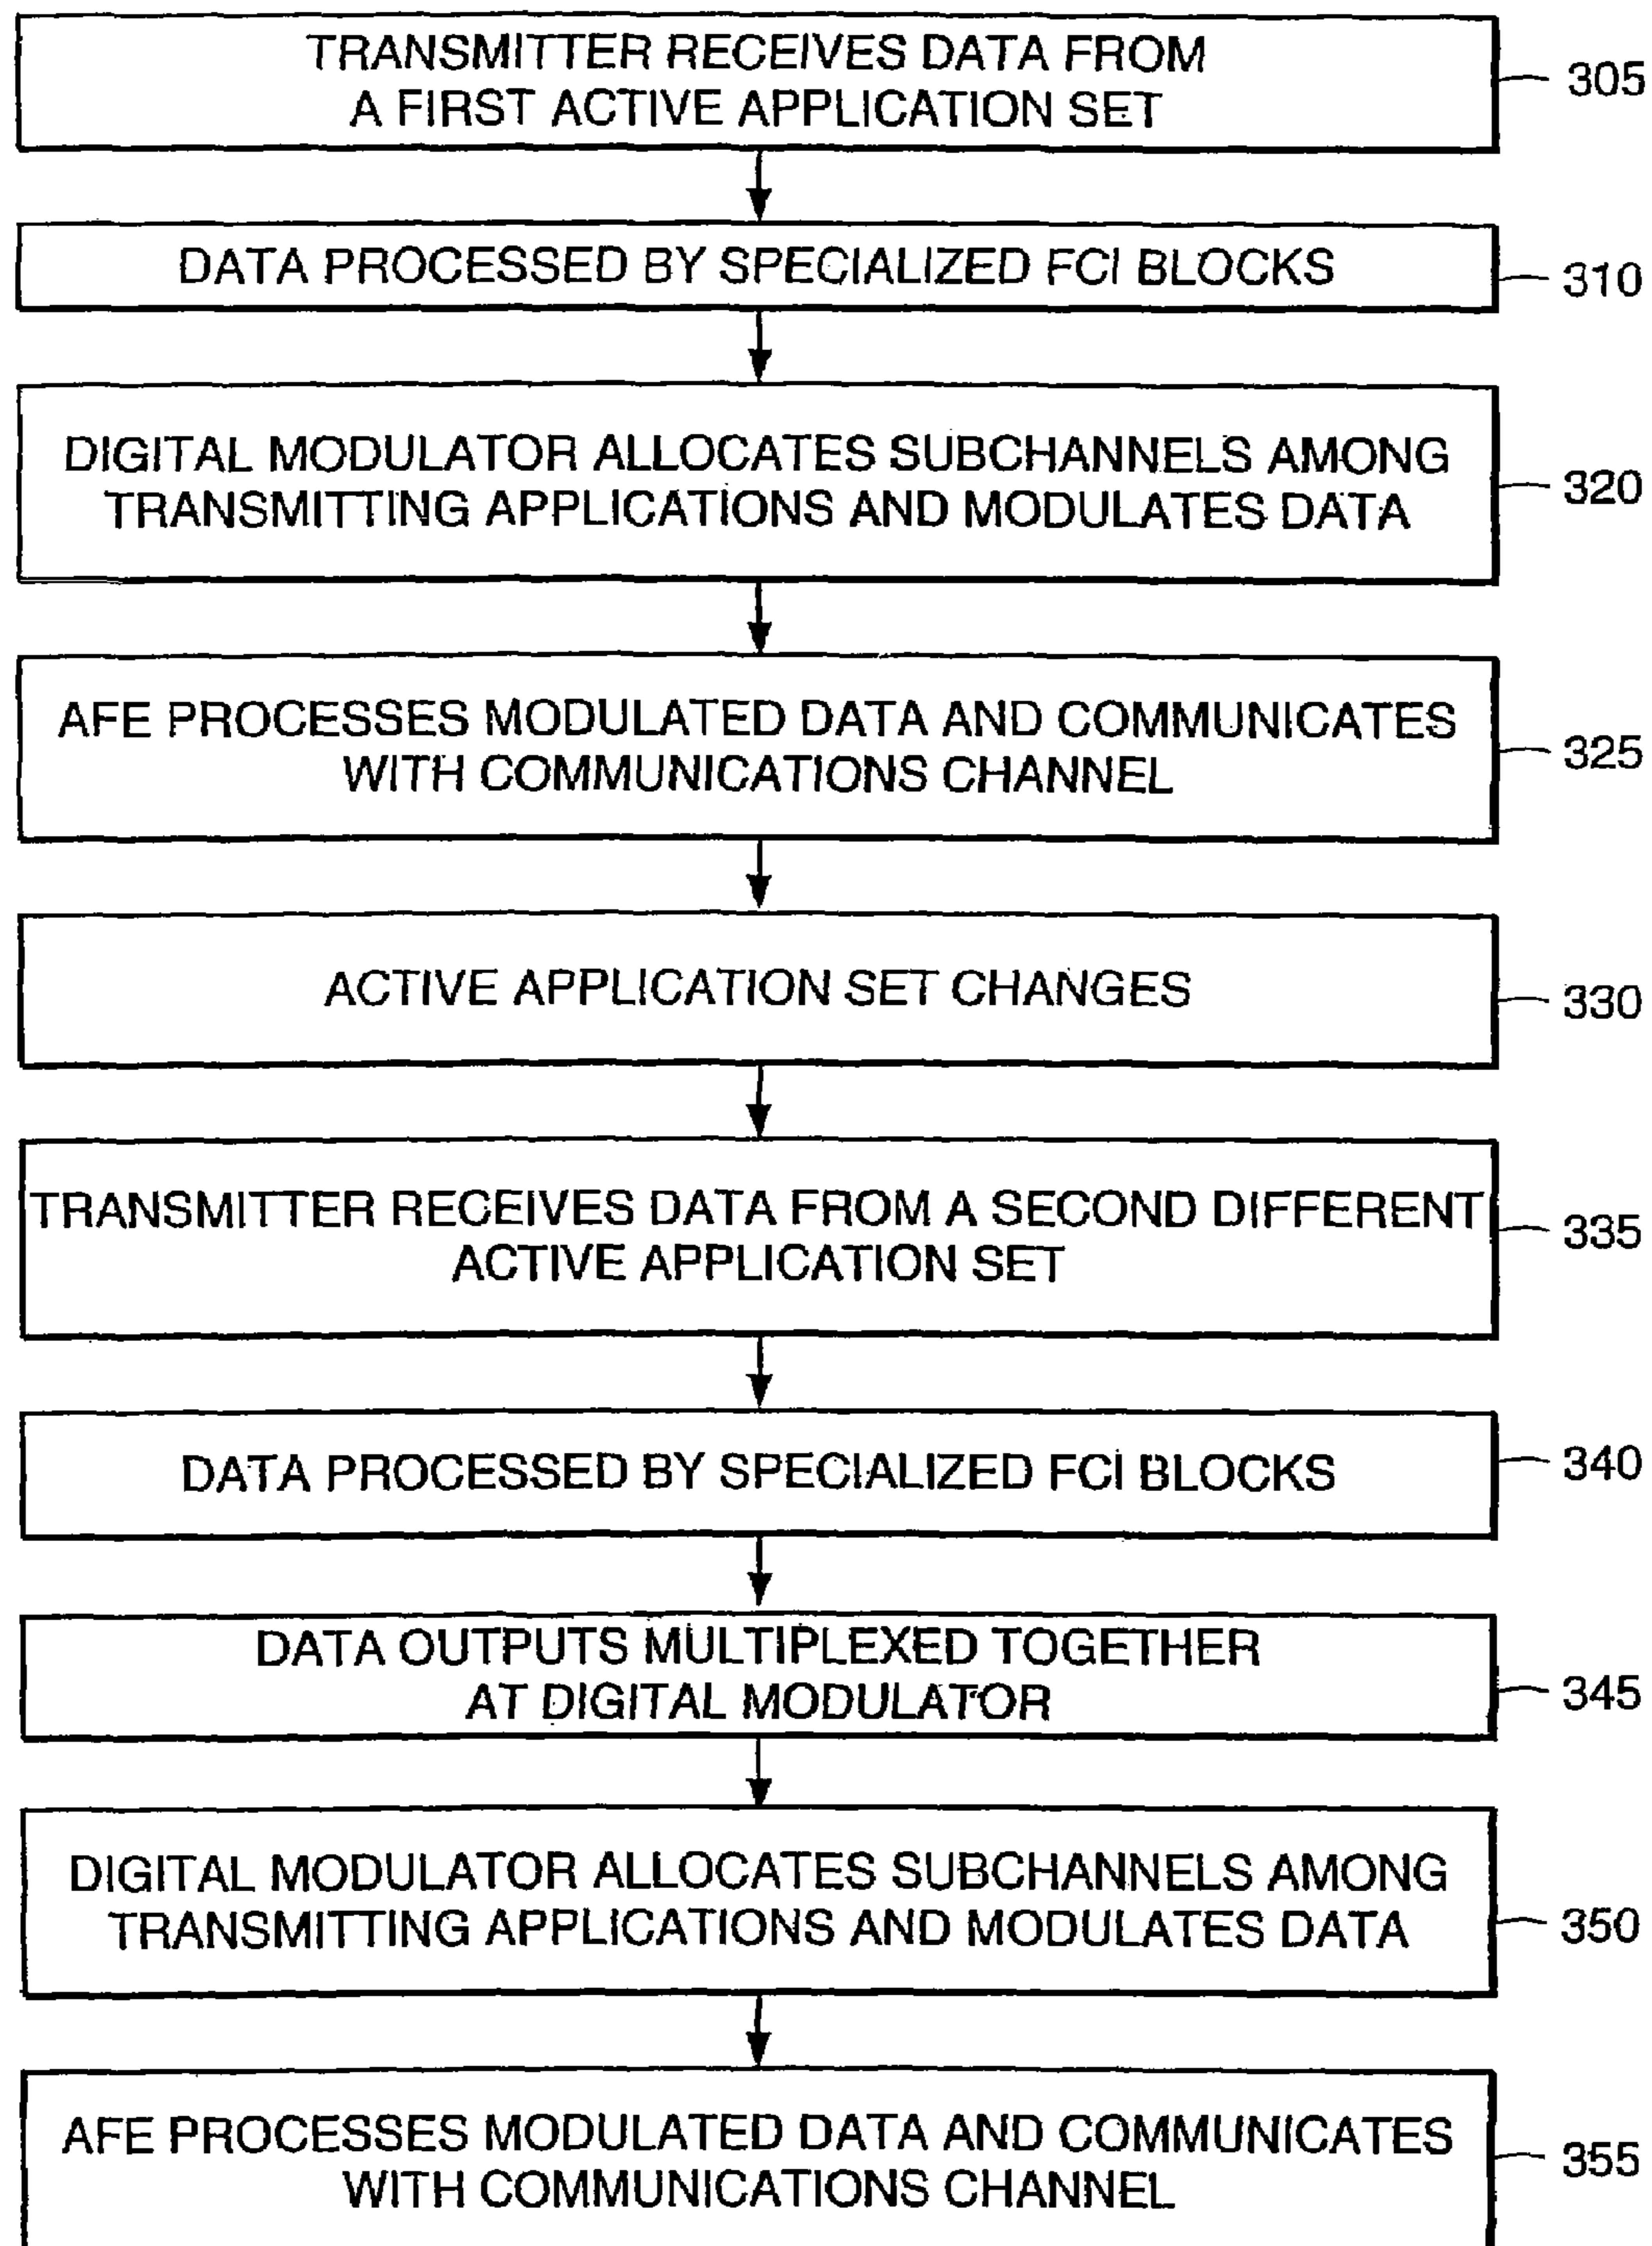 TRANSMITTER RECEIVES DATA FROM
A FIRST ACTIVE APPLICATION SET
305
DATA PROCESSED BY SPECIALIZED FCI BLOCKS
310
DIGITAL MODULATOR ALLOCATES SUBCHANNELS AMONG
TRANSMITTING APPLICATIONS AND MODULATES DATA
320
AFE PROCESSES MODULATED DATA AND COMMUNICATES
WITH COMMUNICATIONS CHANNEL
325
ACTIVE APPLICATION SET CHANGES
330
TRANSMITTER RECEIVES DATA FROM A SECOND DIFFERENT
ACTIVE APPLICATION SET
335
DATA PROCESSED BY SPECIALIZED FCI BLOCKS
340
DATA OUTPUTS MULTIPLEXED TOGETHER
AT DIGITAL MODULATOR
345
DIGITAL MODULATOR ALLOCATES SUBCHANNELS AMONG
TRANSMITTING APPLICATIONS AND MODULATES DATA
350
AFE PROCESSES MODULATED DATA AND COMMUNICATES
WITH COMMUNICATIONS CHANNEL
355